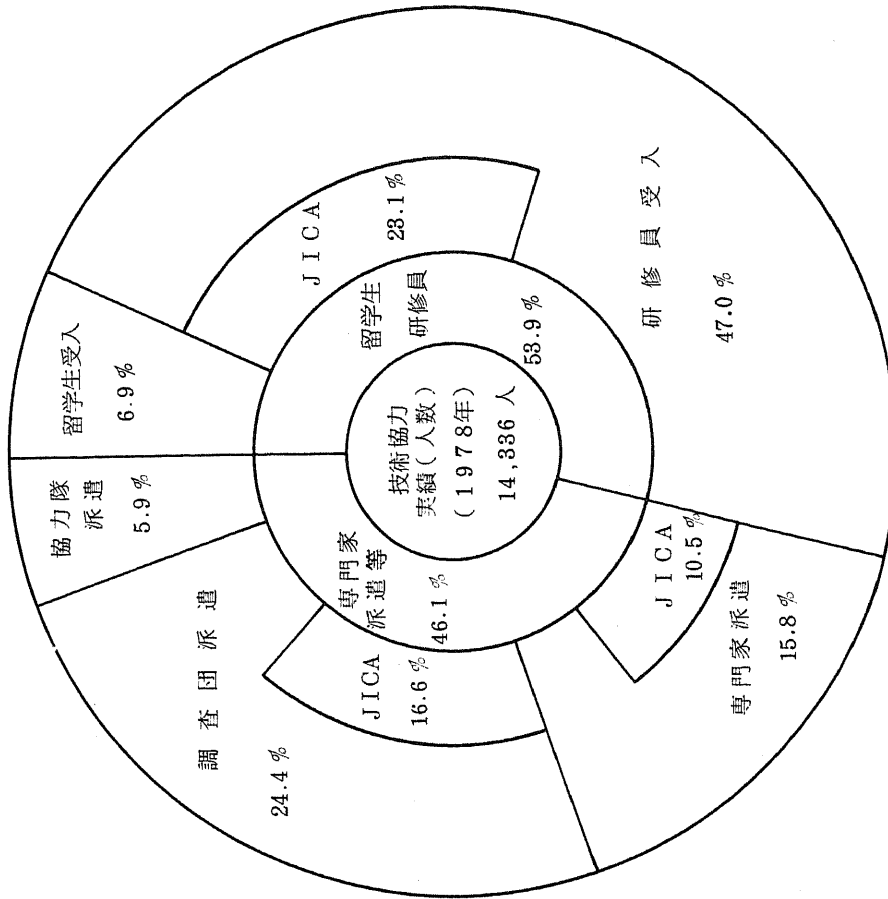 技術協力
実績(人数)
(1978年)
14,336 人
留学生
研修員
53.9%
専門家
派遣等
46.1%
留学生受入
6.9%
JICA
23.1%
研修員受入
47.0%
JICA
10.5%
専門家派遣
15.8%
JICA
16.6%
調査団派遣
24.4%
協力隊
派遣
5.9%